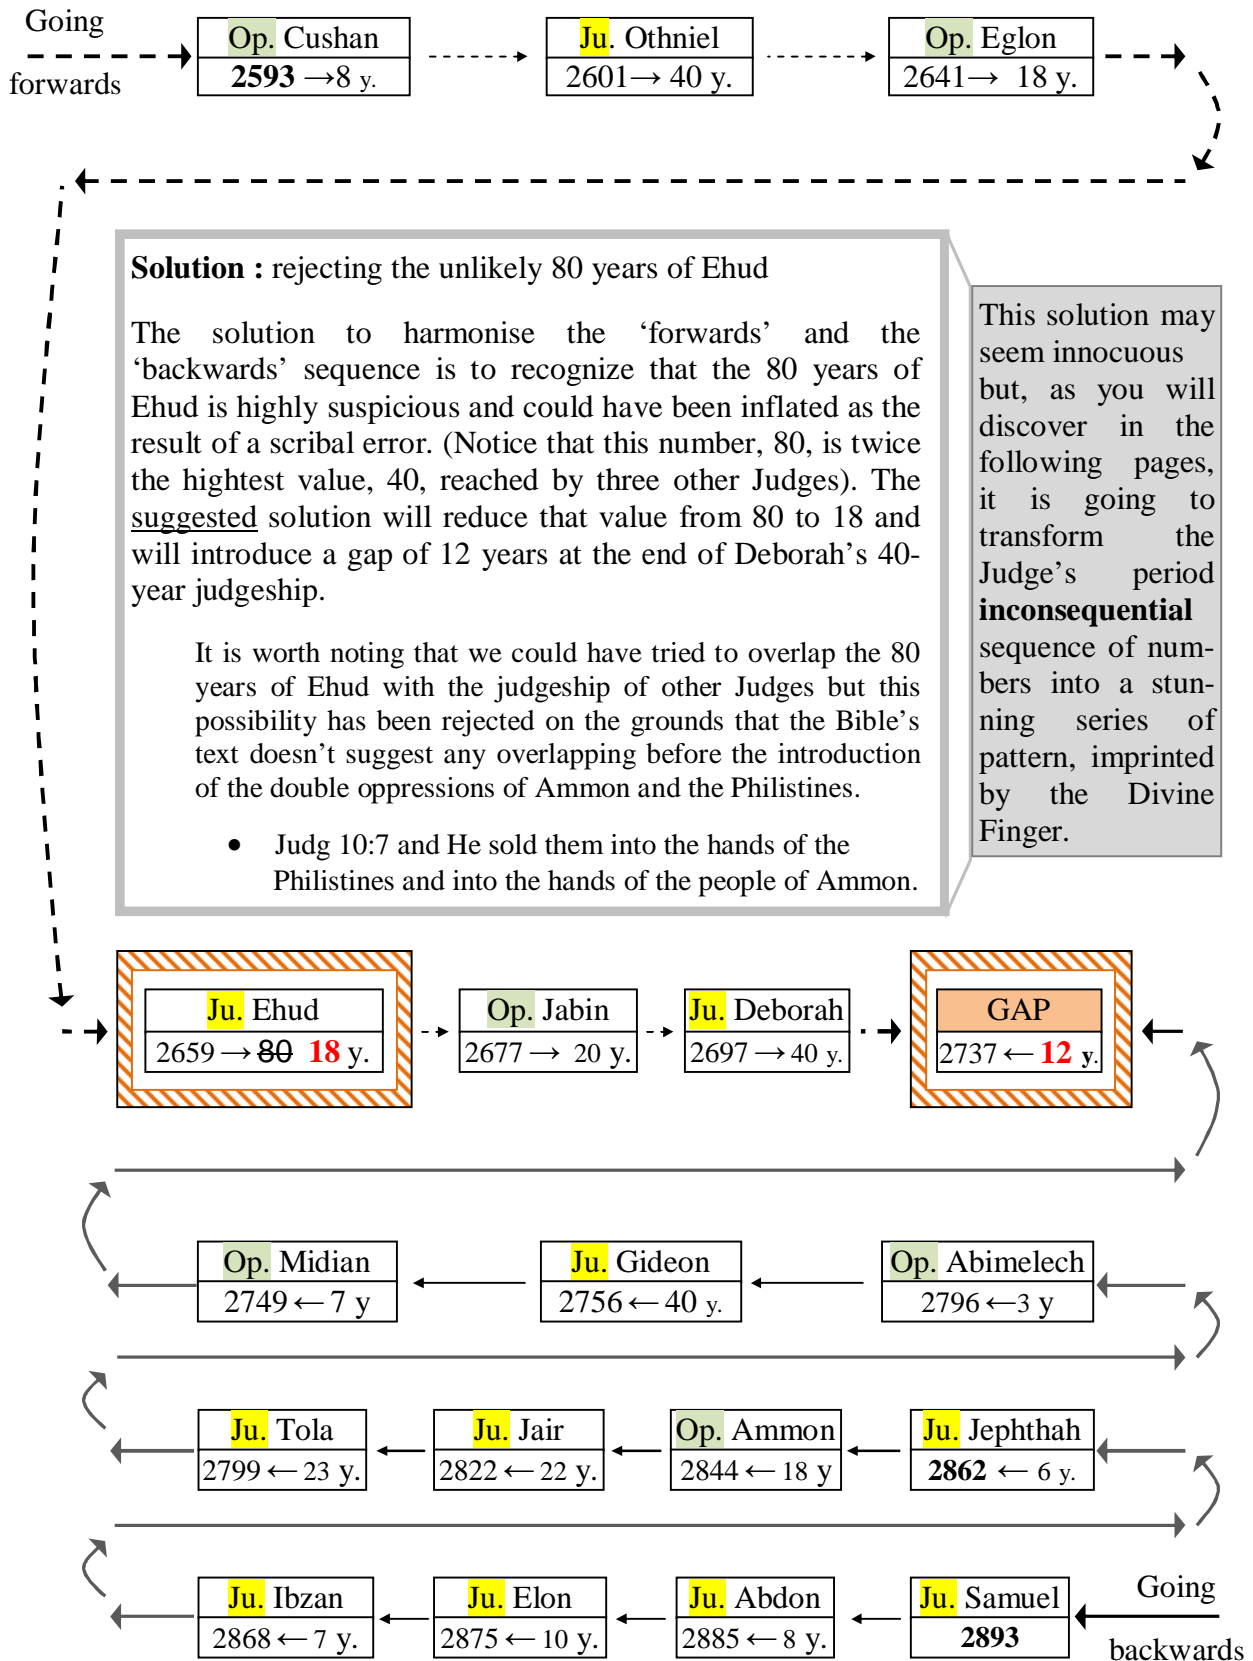 Going
forwards
Op. Cushan
2593 →8 y.
Ju. Othniel
2601→ 40 y.
Op. Eglon
2641→ 18 y.
Solution : rejecting the unlikely 80 years of Ehud
The solution to harmonise the ‘forwards’ and the
‘backwards’ sequence is to recognize that the 80 years of
Ehud is highly suspicious and could have been inflated as the
result of a scribal error. (Notice that this number, 80, is twice
the hightest value, 40, reached by three other Judges). The
suggested solution will reduce that value from 80 to 18 and
will introduce a gap of 12 years at the end of Deborah’s 40-
year judgeship.
It is worth noting that we could have tried to overlap the 80
years of Ehud with the judgeship of other Judges but this
possibility has been rejected on the grounds that the Bible’s
text doesn’t suggest any overlapping before the introduction
of the double oppressions of Ammon and the Philistines.
• Judg 10:7 and He sold them into the hands of the
Philistines and into the hands of the people of Ammon.
This solution may
seem innocuous
but, as you will
discover in the
following pages,
it is going to
transform the
Judge’s period
inconsequential
sequence of num-
bers into a stun-
ning series of
pattern, imprinted
by the Divine
Finger.
Ju. Ehud
2659 → 80 18 y.
Op. Jabin
2677 → 20 y.
Ju. Deborah
2697 → 40 y.
GAP
2737 ← 12 y.
Op. Midian
2749 ← 7 y
Ju. Gideon
2756 ← 40 y.
Op. Abimelech
2796 ←3 y
Ju. Tola
2799 ← 23 y.
Ju. Jair
2822 ← 22 y.
Op. Ammon
2844 ← 18 y
Ju. Jephthah
2862 ← 6 y.
Ju. Ibzan
2868 ← 7 y.
Ju. Elon
2875 ← 10 y.
Ju. Abdon
2885 ← 8 y.
Ju. Samuel
2893
Going
backwards